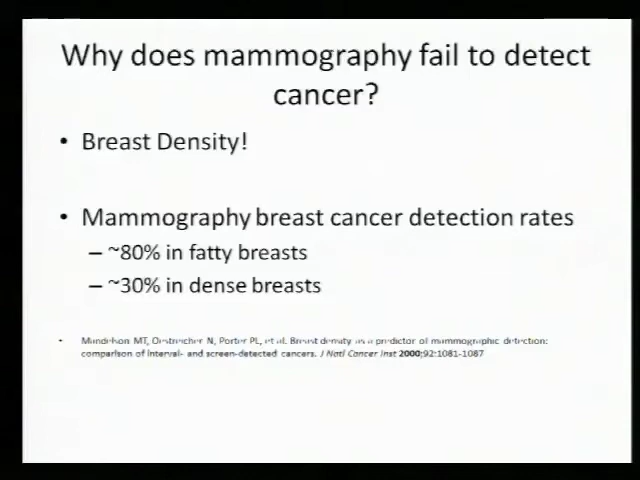 Why does mammography fail to detect
cancer?
• Breast Density!
• Mammography breast cancer detection rates
– ~80% in fatty breasts
– ~30% in dense breasts
• Mandelson MT, Oestreicher N, Porter PL, et al. Breast density as a predictor of mammographic detection:
comparison of interval- and screen-detected cancers. J Natl Cancer Inst 2000;92:1081-1087